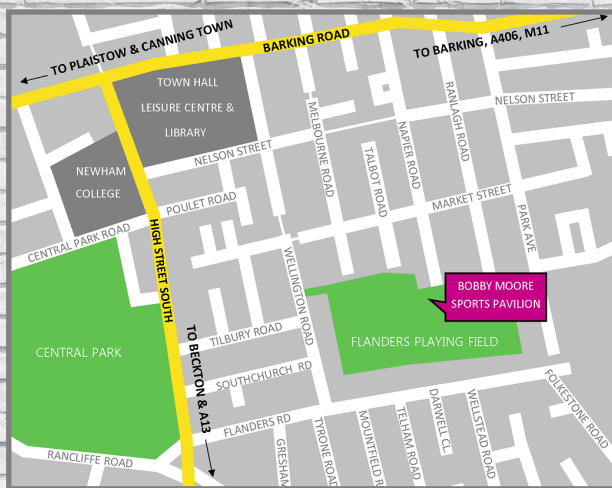 TO PLAISTOW & CANNING TOWN
BARKING ROAD
TO BARKING, A406, M11
TOWN HALL
LEISURE CENTRE &
LIBRARY
NELSON STREET
MELBOURNE ROAD
NAPIER ROAD
RANLAGH ROAD
NELSON STREET
NEWHAM
COLLEGE
TALBOT ROAD
MARKET STREET
PARK AVE
POULET ROAD
CENTRAL PARK ROAD
HIGH STREET SOUTH
WELLINGTON ROAD
BOBBY MOORE
SPORTS PAVILION
CENTRAL PARK
TILBURY ROAD
FLANDERS PLAYING FIELD
TO BECKTON & A13
SOUTHCHURCH RD
FLANDERS RD
FOLKESTONE ROAD
RANCLIFFE ROAD
GRESHAM
TYRONE ROAD
MOUNTFIELD R
TELHAM ROAD
DARWELL CL.
WELLSTEAD ROAD